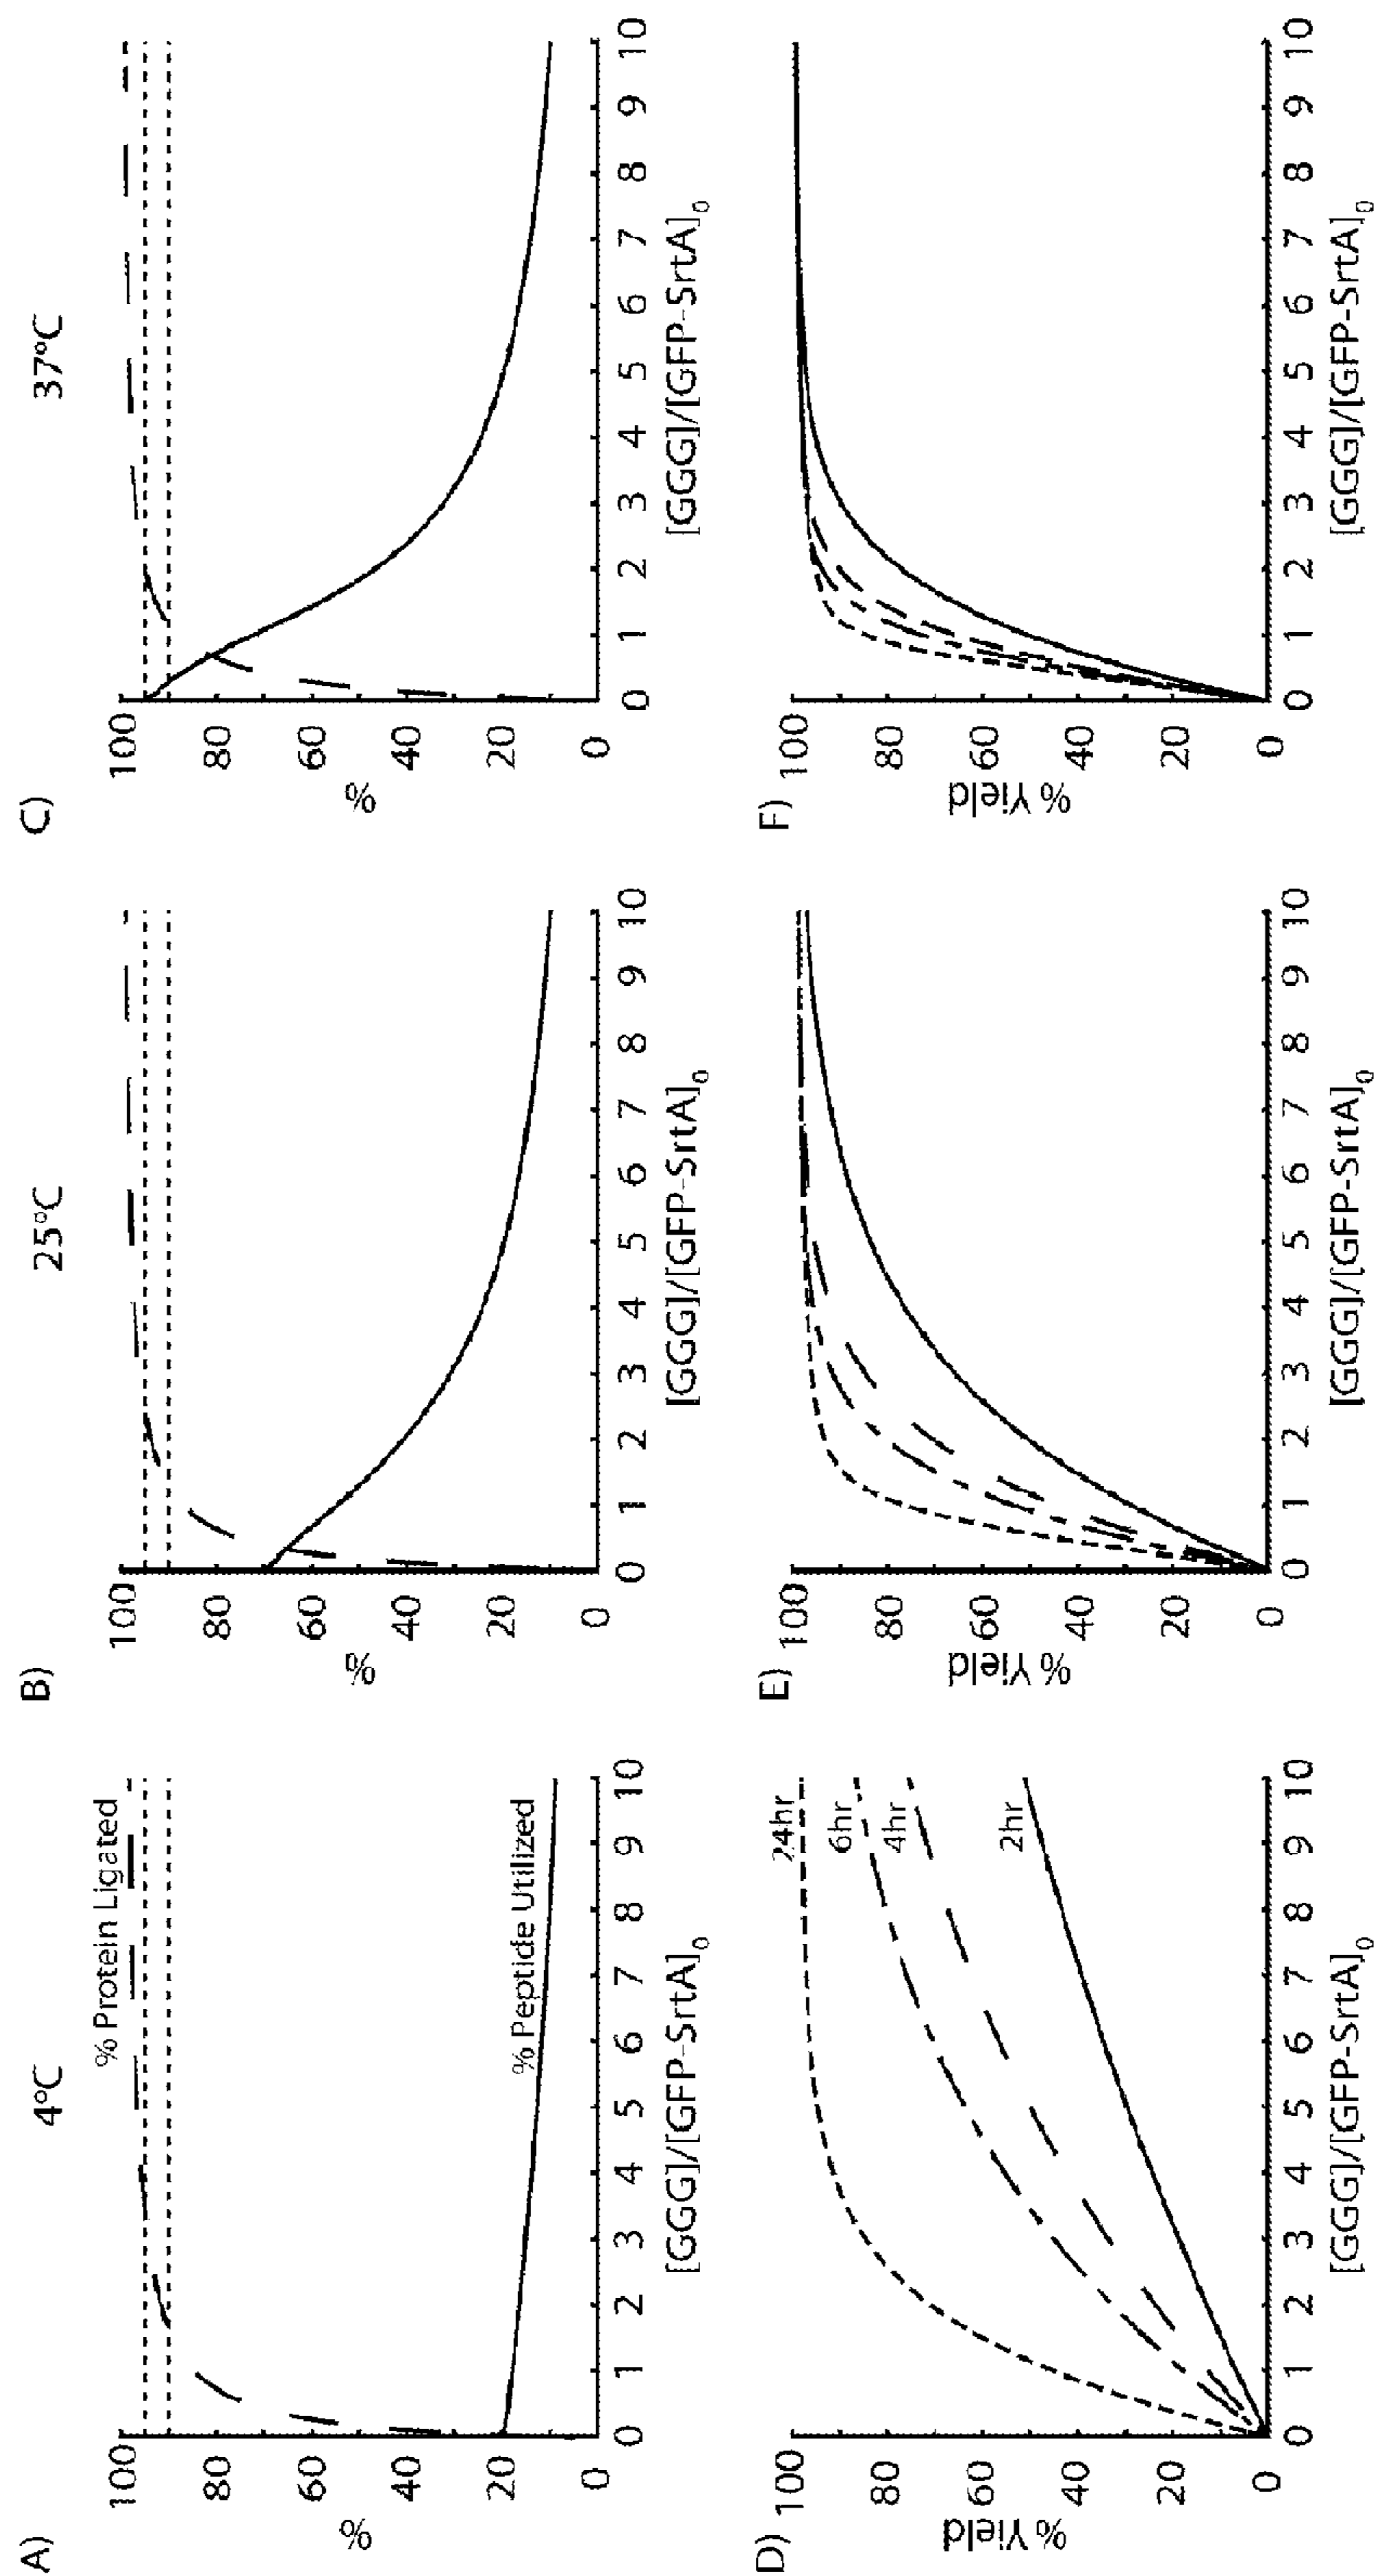 4°C
A)
100
80
60
40
20
0
%
% Protein Ligated
% Peptide Utilized
0 1 2 3 4 5 6 7 8 9 10
[GGG]/[GFP-SrtA]₀
25°C
B)
100
80
60
40
20
0
%
0 1 2 3 4 5 6 7 8 9 10
[GGG]/[GFP-SrtA]₀
37°C
C)
100
80
60
40
20
0
%
0 1 2 3 4 5 6 7 8 9 10
[GGG]/[GFP-SrtA]₀
D)
100
80
60
40
20
0
% Yield
24hr
6hr
4hr
2hr
0 1 2 3 4 5 6 7 8 9 10
[GGG]/[GFP-SrtA]₀
E)
100
80
60
40
20
0
% Yield
0 1 2 3 4 5 6 7 8 9 10
[GGG]/[GFP-SrtA]₀
F)
100
80
60
40
20
0
% Yield
0 1 2 3 4 5 6 7 8 9 10
[GGG]/[GFP-SrtA]₀